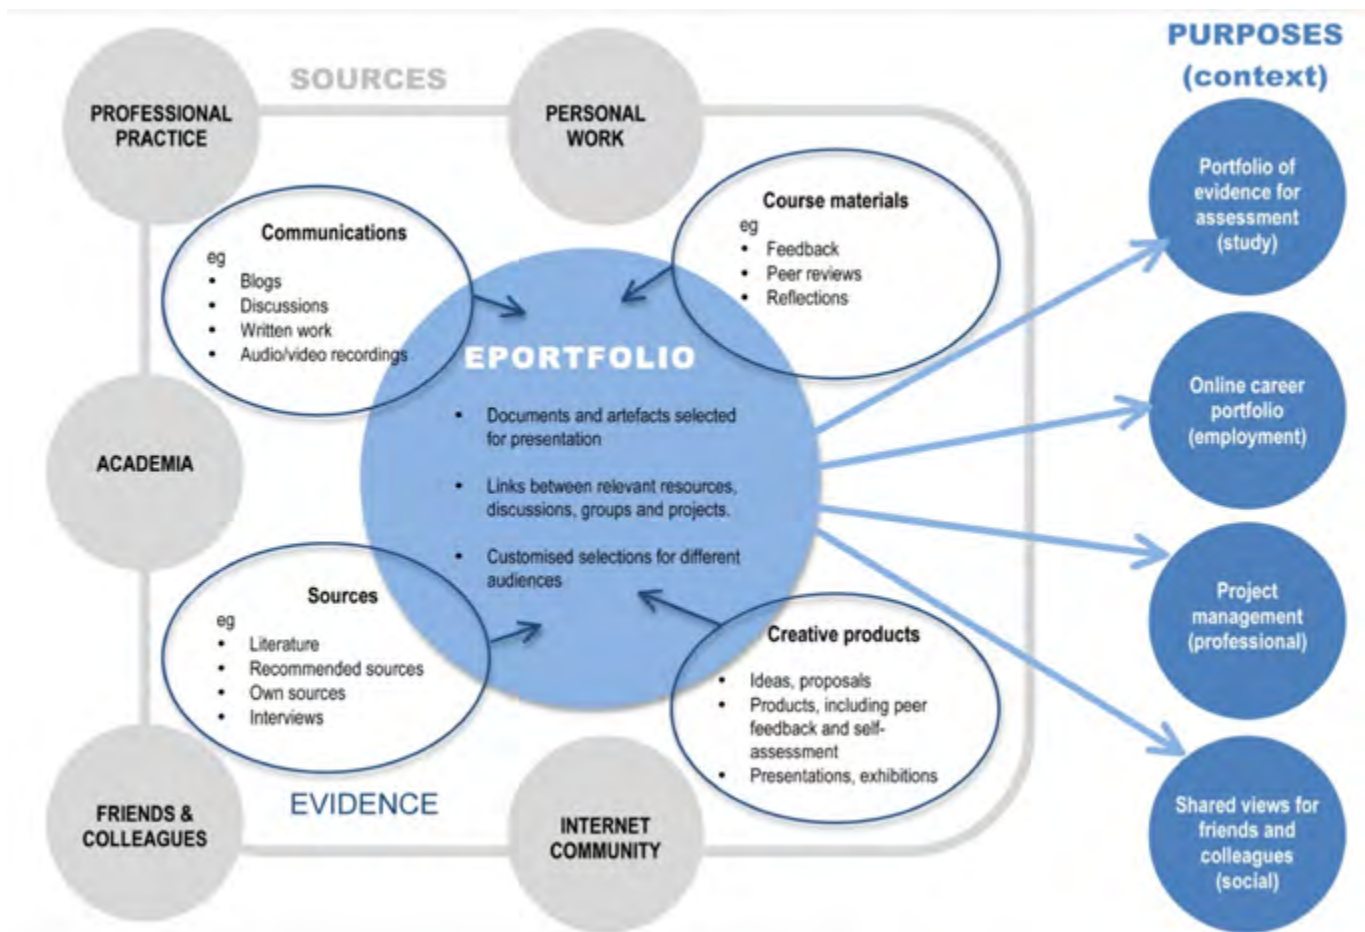 PURPOSES
(context)
SOURCES
PROFESSIONAL
PRACTICE
PERSONAL
WORK
Communications
eg
• Blogs
• Discussions
• Written work
• Audio/video recordings
Course materials
eg
• Feedback
• Peer reviews
• Reflections
ACADEMIA
EPORTFOLIO
• Documents and artefacts selected
for presentation
• Links between relevant resources,
discussions, groups and projects.
• Customised selections for different
audiences
Sources
eg
• Literature
• Recommended sources
• Own sources
• Interviews
Creative products
• Ideas, proposals
• Products, including peer
feedback and self-
assessment
• Presentations, exhibitions
FRIENDS &
COLLEAGUES
EVIDENCE
INTERNET
COMMUNITY
Portfolio of
evidence for
assessment
(study)
Online career
portfolio
(employment)
Project
management
(professional)
Shared views for
friends and
colleagues
(social)